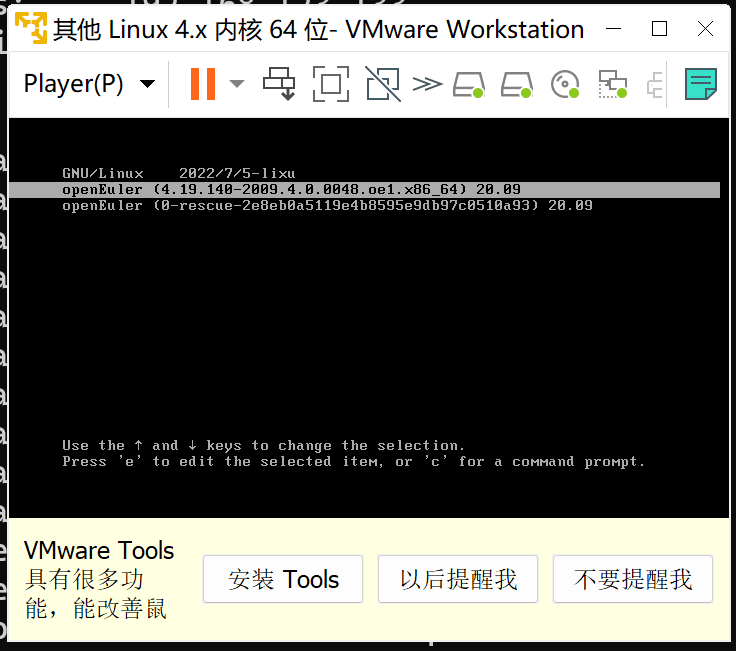 其他 Linux 4.x 内核 64 位- VMware Workstation
Player(P)
GNU/Linux    2022/7/5-lixu
openEuler (4.19.140-2009.4.0.0048.oe1.x86_64) 20.09
openEuler (0-rescue-2e8eb0a5119e4b8595e9db97c0510a93) 20.09
Use the ↑ and ↓ keys to change the selection.
Press 'e' to edit the selected item, or 'c' for a command prompt.
VMware Tools
具有很多功
能，能改善鼠
安装 Tools
以后提醒我
不要提醒我